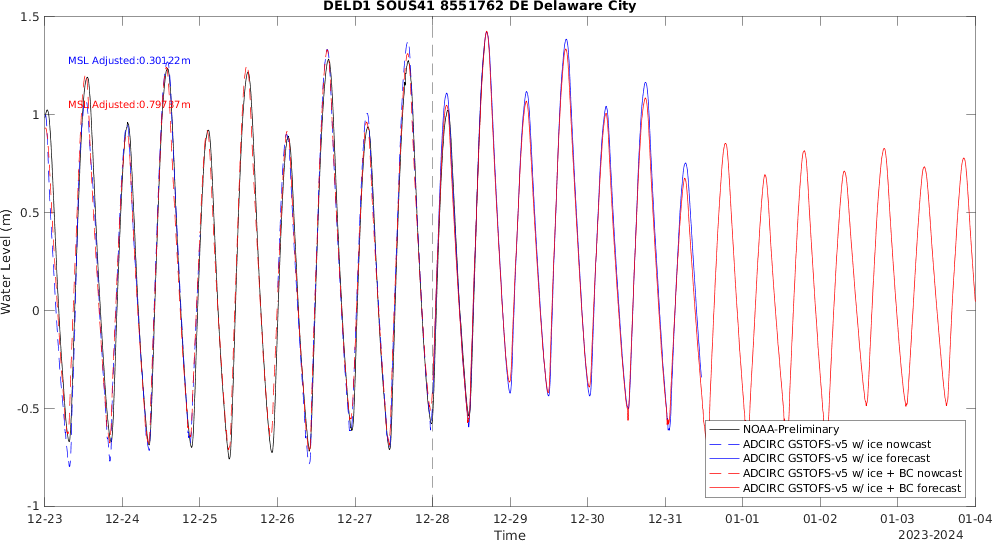 DELD1 SOUS41 8551762 DE Delaware City
1.5
MSL Adjusted:0.30122m
MSL Adjusted:0.79737m
1
0.5
0
-0.5
-1
Water Level (m)
NOAA-Preliminary
ADCIRC GSTOFS-v5 w/ ice nowcast
ADCIRC GSTOFS-v5 w/ ice forecast
ADCIRC GSTOFS-v5 w/ ice + BC nowcast
ADCIRC GSTOFS-v5 w/ ice + BC forecast
12-23 12-24 12-25 12-26 12-27 12-28 12-29 12-30 12-31 01-01 01-02 01-03 01-04
Time
2023-2024